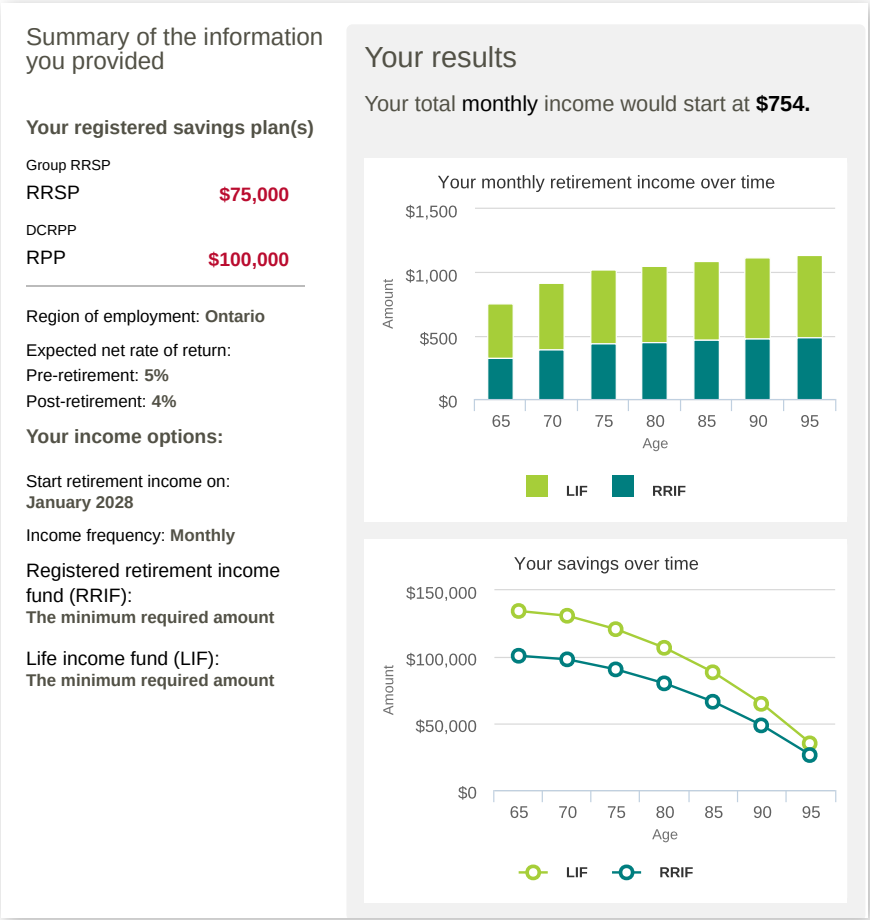 Summary of the information
you provided
Your registered savings plan(s)
Group RRSP
RRSP $75,000
DCRPP
RPP $100,000
Region of employment: Ontario
Expected net rate of return:
Pre-retirement: 5%
Post-retirement: 4%
Your income options:
Start retirement income on:
January 2028
Income frequency: Monthly
Registered retirement income
fund (RRIF):
The minimum required amount
Life income fund (LIF):
The minimum required amount
Your results
Your total monthly income would start at $754.
Your monthly retirement income over time
$1,500
$1,000
$500
$0
Amount
65 70 75 80 85 90 95
Age
LIF RRIF
Your savings over time
$150,000
$100,000
$50,000
$0
Amount
65 70 75 80 85 90 95
Age
LIF RRIF